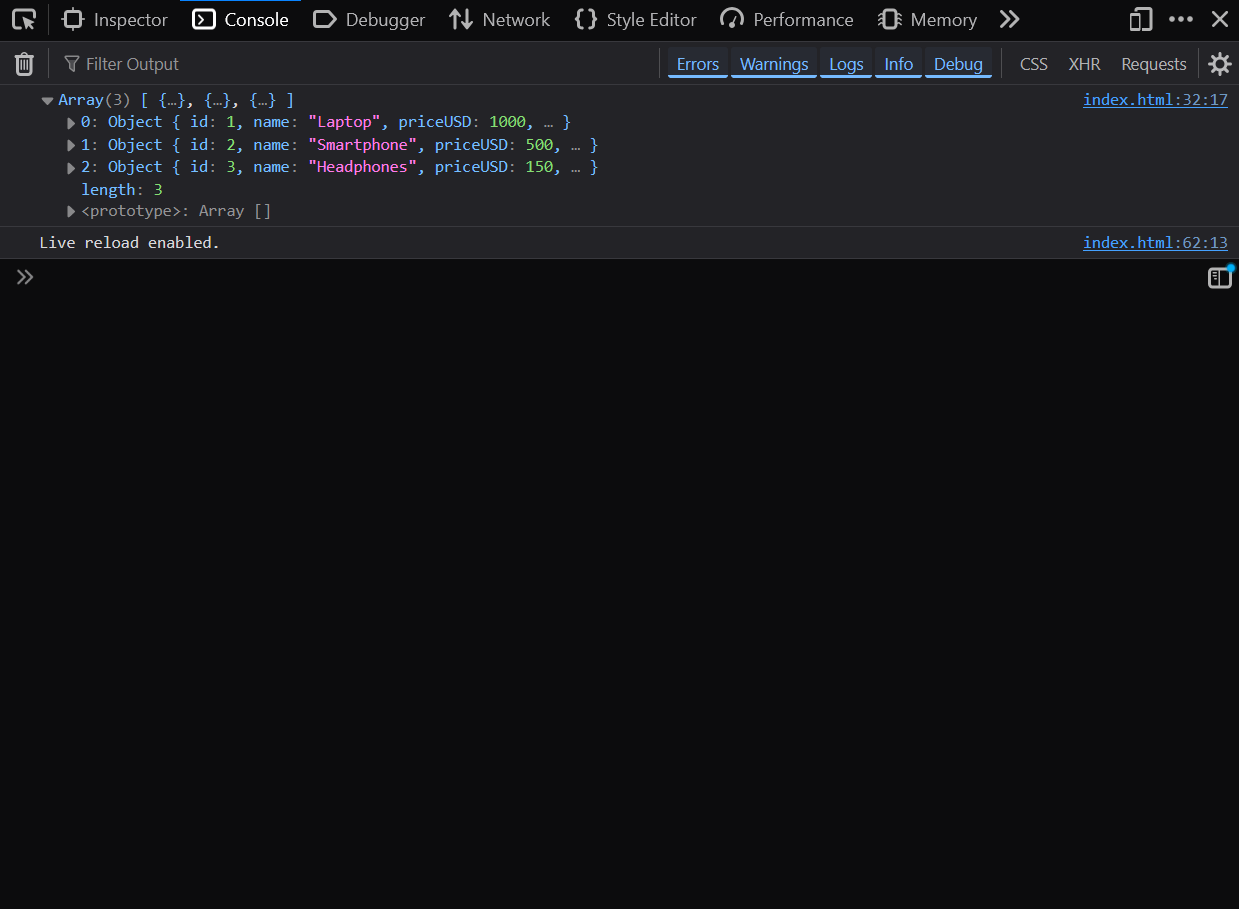 Inspector Console Debugger Network Style Editor Performance Memory
Filter Output Errors Warnings Logs Info Debug CSS XHR Requests
Array(3) [ {…}, {…}, {…} ] index.html:32:17
0: Object { id: 1, name: "Laptop", priceUSD: 1000, … }
1: Object { id: 2, name: "Smartphone", priceUSD: 500, … }
2: Object { id: 3, name: "Headphones", priceUSD: 150, … }
length: 3
<prototype>: Array []
Live reload enabled. index.html:62:13